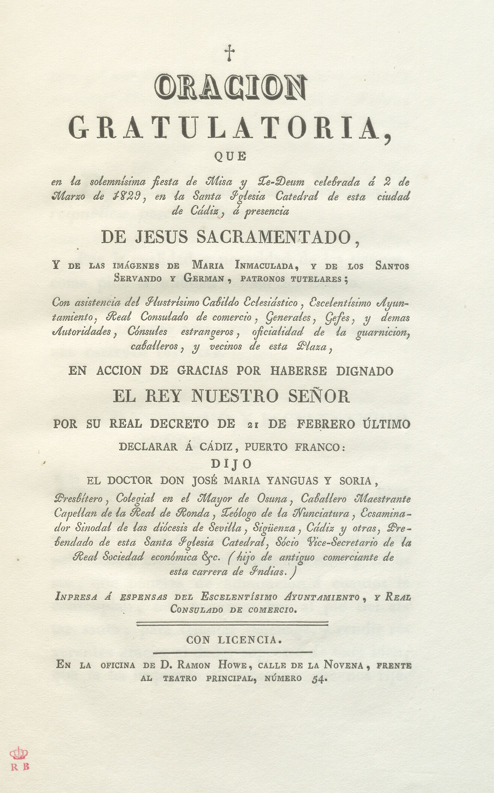 †
ORACION
GRATULATORIA,
QUE
en la solemnísima fiesta de Misa y Te-Deum celebrada á 2 de
Marzo de 1829, en la Santa Iglesia Catedral de esta ciudad
de Cádiz, á presencia
DE JESUS SACRAMENTADO,
Y DE LAS IMÁGENES DE MARIA INMACULADA, Y DE LOS SANTOS
SERVANDO Y GERMAN, PATRONOS TUTELARES;
Con asistencia del Ilustrísimo Cabildo Eclesiástico, Escelentísimo Ayun-
tamiento, Real Consulado de comercio, Generales, Gefes, y demas
Autoridades, Cónsules estrangeros, oficialidad de la guarnicion,
caballeros, y vecinos de esta Plaza,
EN ACCION DE GRACIAS POR HABERSE DIGNADO
EL REY NUESTRO SEÑOR
POR SU REAL DECRETO DE 21 DE FEBRERO ÚLTIMO
DECLARAR Á CÁDIZ, PUERTO FRANCO:
DIJO
EL DOCTOR DON JOSÉ MARIA YANGUAS Y SORIA,
Presbítero, Colegial en el Mayor de Osuna, Caballero Maestrante
Capellan de la Real de Ronda, Teólogo de la Nunciatura, Ecsamina-
dor Sinodal de las diócesis de Sevilla, Sigüenza, Cádiz y otras, Pre-
bendado de esta Santa Iglesia Catedral, Sócio Vice-Secretario de la
Real Sociedad económica &c. (hijo de antiguo comerciante de
esta carrera de Indias.)
INPRESA Á ESPENSAS DEL ESCELENTÍSIMO AYUNTAMIENTO, Y REAL
CONSULADO DE COMERCIO.
CON LICENCIA.
EN LA OFICINA DE D. RAMON HOWE, CALLE DE LA NOVENA, FRENTE
AL TEATRO PRINCIPAL, NÚMERO 54.
R B